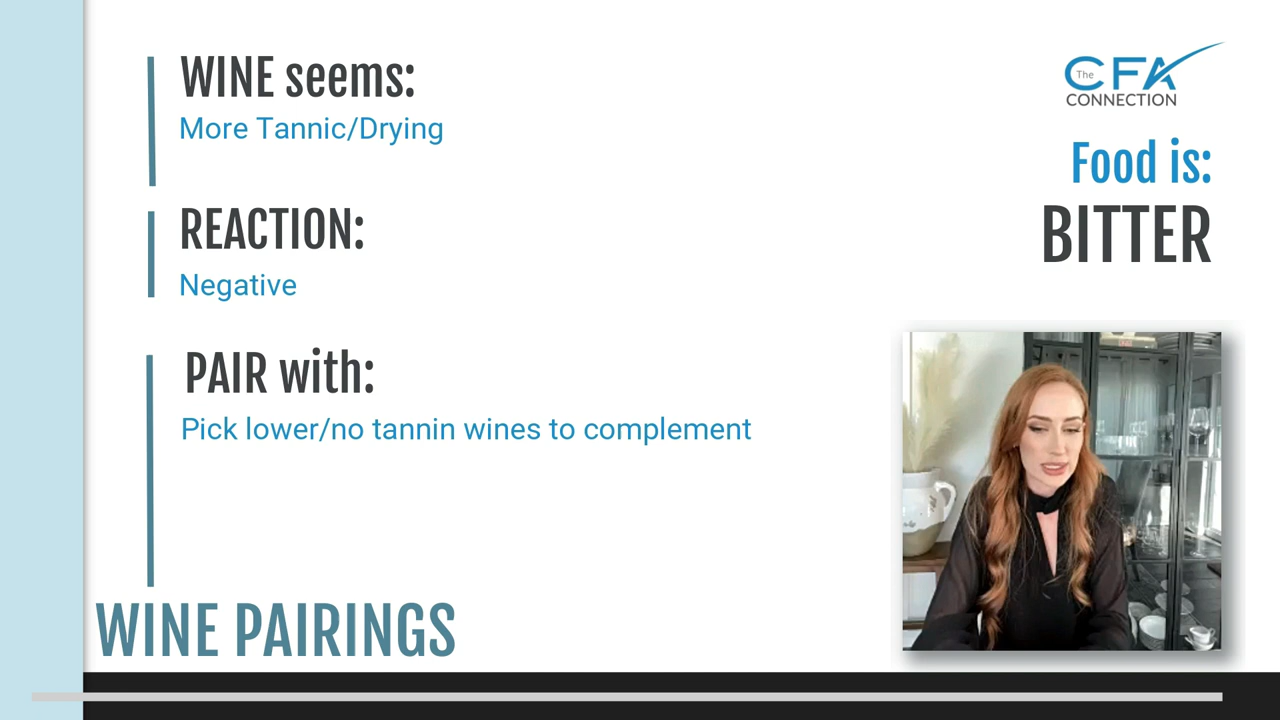 WINE seems:
More Tannic/Drying
REACTION:
Negative
PAIR with:
Pick lower/no tannin wines to complement
WINE PAIRINGS
The CFA
CONNECTION
Food is:
BITTER